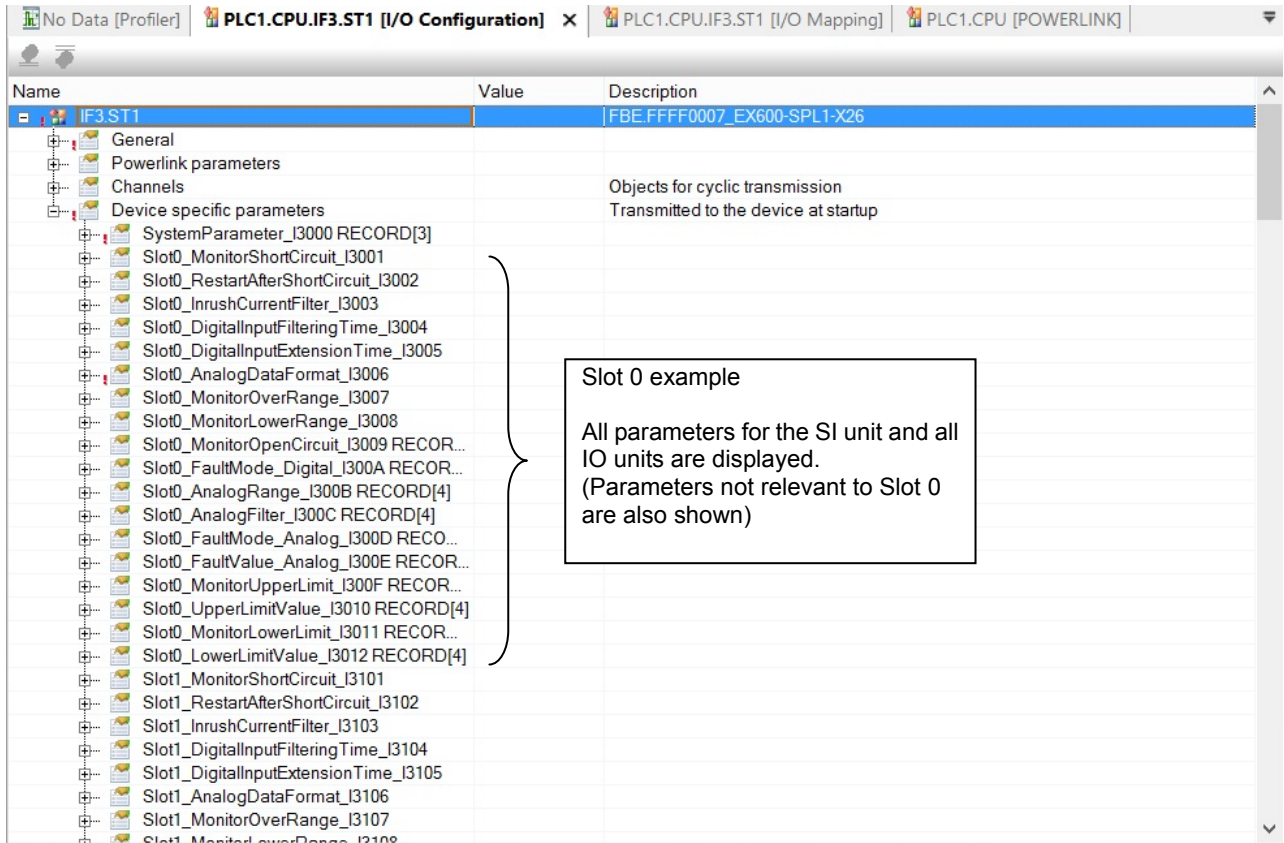 No Data [Profiler] PLC1.CPU.IF3.ST1 [I/O Configuration] x PLC1.CPU.IF3.ST1 [I/O Mapping] PLC1.CPU [POWERLINK]
Name Value Description
IF3.ST1 FBE.FFFF0007_EX600-SPL1-X26
General
Powerlink parameters
Channels Objects for cyclic transmission
Device specific parameters Transmitted to the device at startup
SystemParameter_I3000 RECORD[3]
Slot0_MonitorShortCircuit_I3001
Slot0_RestartAfterShortCircuit_I3002
Slot0_InrushCurrentFilter_I3003
Slot0_DigitalInputFilteringTime_I3004
Slot0_DigitalInputExtensionTime_I3005
Slot0_AnalogDataFormat_I3006
Slot0_MonitorOverRange_I3007
Slot0_MonitorLowerRange_I3008
Slot0_MonitorOpenCircuit_I3009 RECOR...
Slot0_FaultMode_Digital_I300A RECOR...
Slot0_AnalogRange_I300B RECORD[4]
Slot0_AnalogFilter_I300C RECORD[4]
Slot0_FaultMode_Analog_I300D RECO...
Slot0_FaultValue_Analog_I300E RECOR...
Slot0_MonitorUpperLimit_I300F RECOR...
Slot0_UpperLimitValue_I3010 RECORD[4]
Slot0_MonitorLowerLimit_I3011 RECOR...
Slot0_LowerLimitValue_I3012 RECORD[4]
Slot1_MonitorShortCircuit_I3101
Slot1_RestartAfterShortCircuit_I3102
Slot1_InrushCurrentFilter_I3103
Slot1_DigitalInputFilteringTime_I3104
Slot1_DigitalInputExtensionTime_I3105
Slot1_AnalogDataFormat_I3106
Slot1_MonitorOverRange_I3107
Slot1_MonitorLowerRange_I3108
Slot 0 example
All parameters for the SI unit and all
IO units are displayed.
(Parameters not relevant to Slot 0
are also shown)